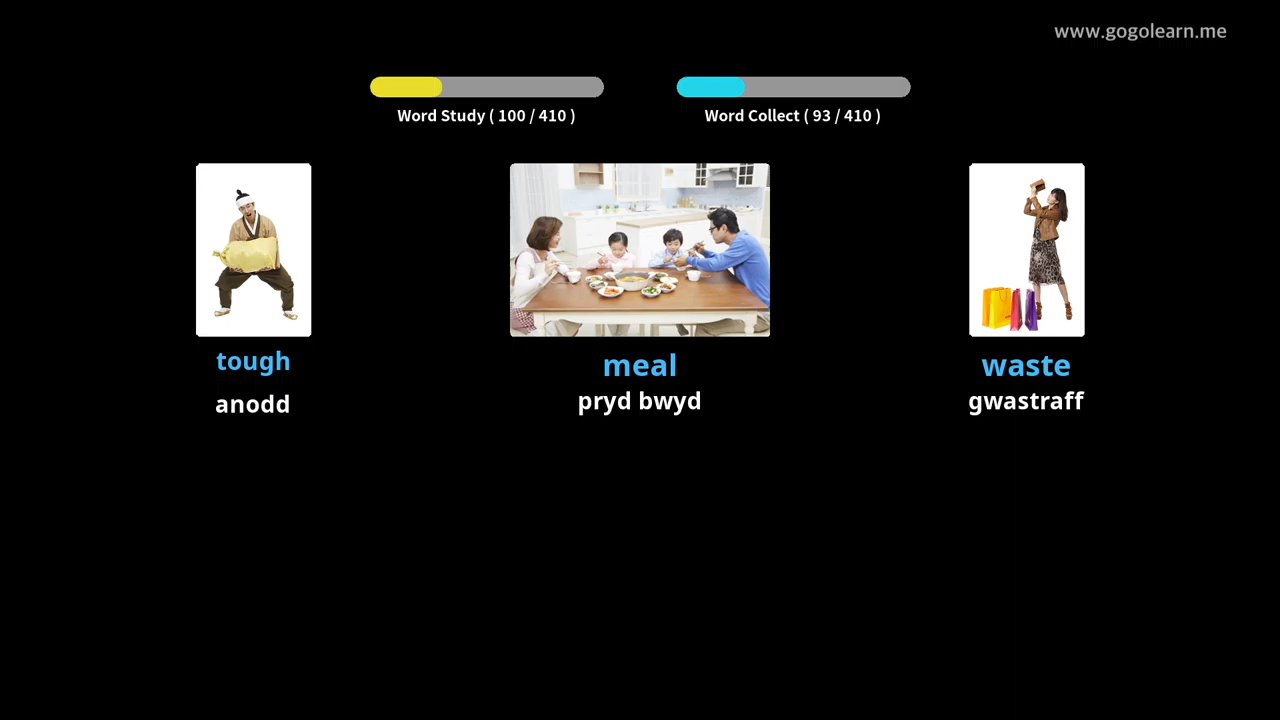 www.gogolearn.me
Word Study ( 100 / 410 )
Word Collect ( 93 / 410 )
tough
anodd
meal
pryd bwyd
waste
gwastraff